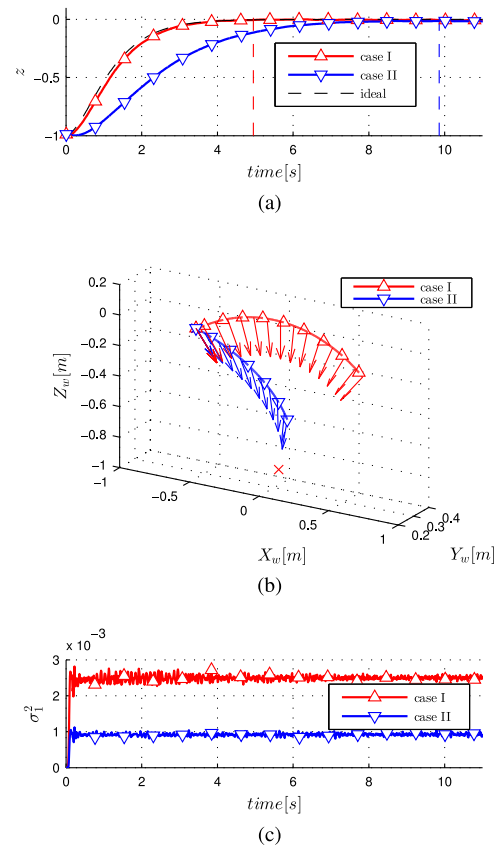 0
−0.5
−1
z
0
2
4
6
8
10
time[s]
case I
case II
ideal
(a)
0.2
0
−0.2
−0.4
−0.6
−0.8
−1
Z_w[m]
−1
−0.5
0
0.5
1
X_w[m]
0.2
0.3
0.4
Y_w[m]
case I
case II
(b)
x 10^−3
3
2
1
0
σ_1^2
0
2
4
6
8
10
time[s]
case I
case II
(c)